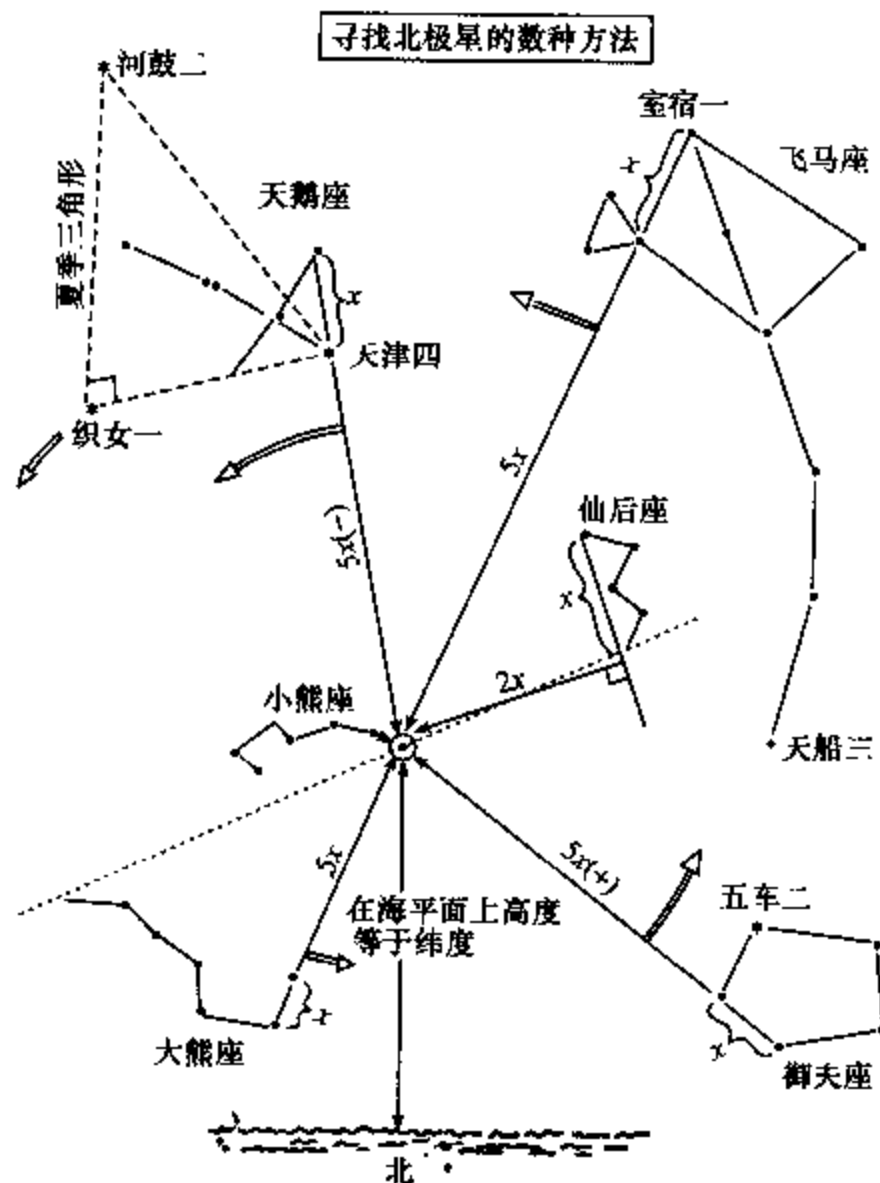 寻找北极星的数种方法
河鼓二
室宿一
x
飞马座
夏季三角形
天鹅座
x
天津四
织女一
5x
5x(-)
仙后座
x
2x
小熊座
天船三
5x
5x(+)
在海平面上高度
等于纬度
五车二
x
大熊座
x
御夫座
北